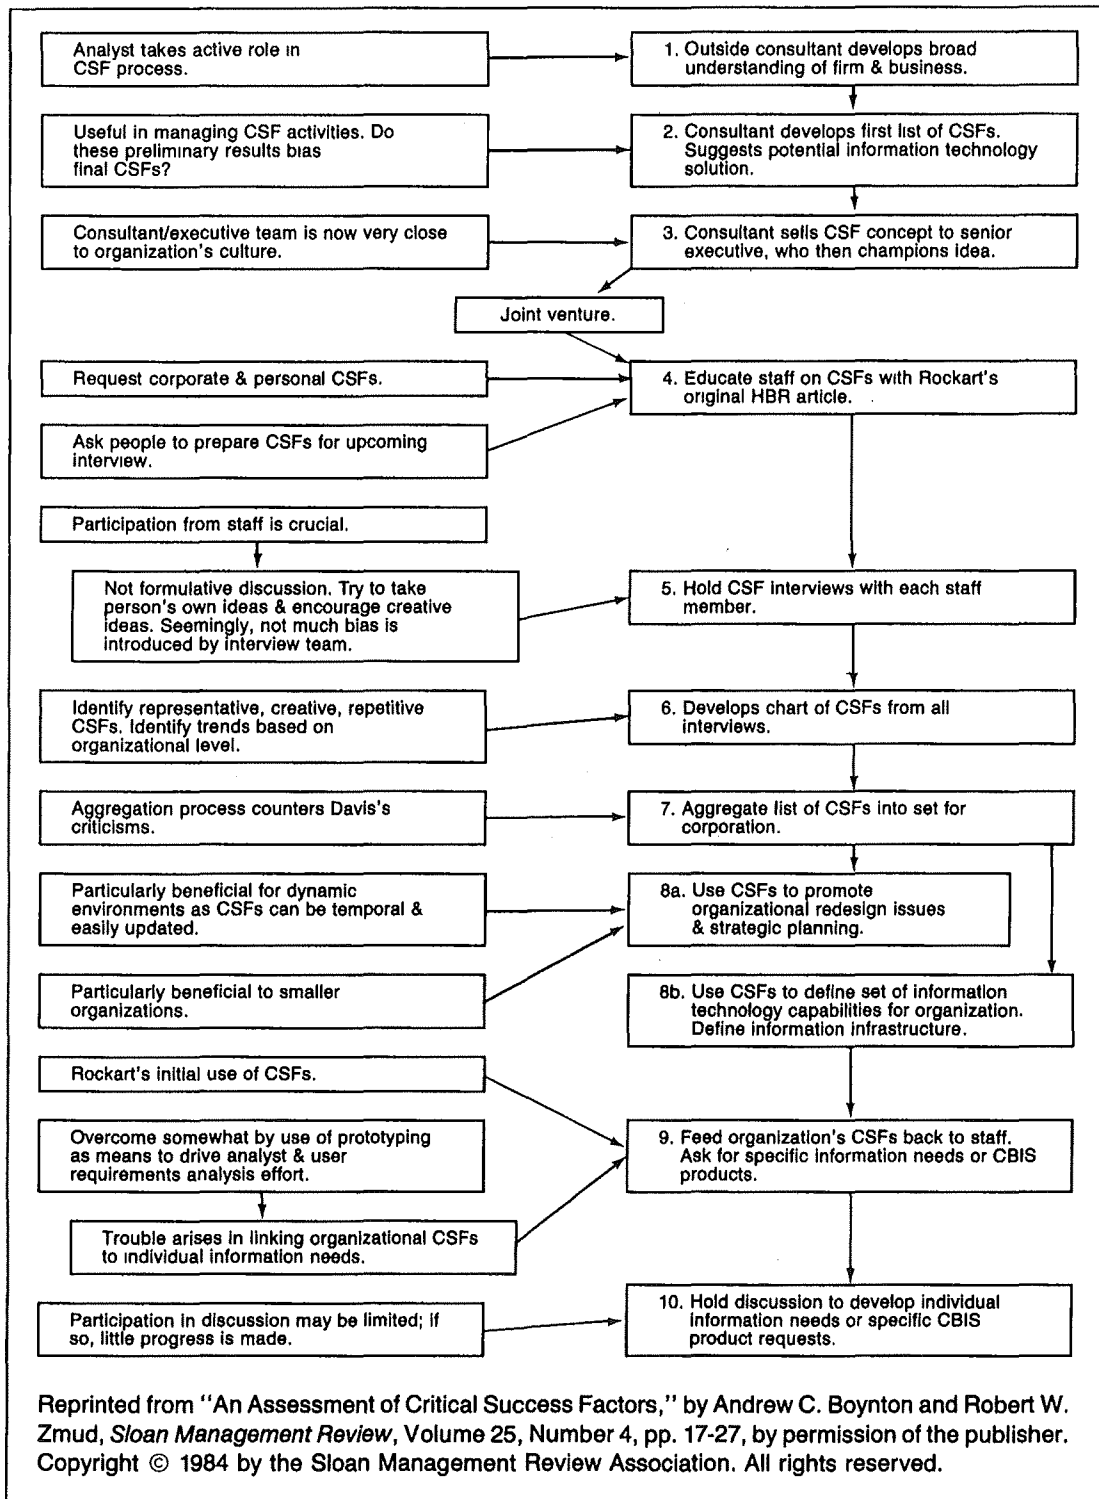 Analyst takes active role in
CSF process.
1. Outside consultant develops broad
understanding of firm & business.
Useful in managing CSF activities. Do
these preliminary results bias
final CSFs?
2. Consultant develops first list of CSFs.
Suggests potential information technology
solution.
Consultant/executive team is now very close
to organization's culture.
3. Consultant sells CSF concept to senior
executive, who then champions idea.
Joint venture.
Request corporate & personal CSFs.
4. Educate staff on CSFs with Rockart's
original HBR article.
Ask people to prepare CSFs for upcoming
interview.
Participation from staff is crucial.
Not formulative discussion. Try to take
person's own ideas & encourage creative
ideas. Seemingly, not much bias is
introduced by interview team.
5. Hold CSF interviews with each staff
member.
Identify representative, creative, repetitive
CSFs. Identify trends based on
organizational level.
6. Develops chart of CSFs from all
interviews.
Aggregation process counters Davis's
criticisms.
7. Aggregate list of CSFs into set for
corporation.
Particularly beneficial for dynamic
environments as CSFs can be temporal &
easily updated.
8a. Use CSFs to promote
organizational redesign issues
& strategic planning.
Particularly beneficial to smaller
organizations.
8b. Use CSFs to define set of information
technology capabilities for organization.
Define information infrastructure.
Rockart's initial use of CSFs.
Overcome somewhat by use of prototyping
as means to drive analyst & user
requirements analysis effort.
9. Feed organization's CSFs back to staff.
Ask for specific information needs or CBIS
products.
Trouble arises in linking organizational CSFs
to individual information needs.
Participation in discussion may be limited; if
so, little progress is made.
10. Hold discussion to develop individual
information needs or specific CBIS
product requests.
Reprinted from "An Assessment of Critical Success Factors," by Andrew C. Boynton and Robert W.
Zmud, Sloan Management Review, Volume 25, Number 4, pp. 17-27, by permission of the publisher.
Copyright © 1984 by the Sloan Management Review Association. All rights reserved.